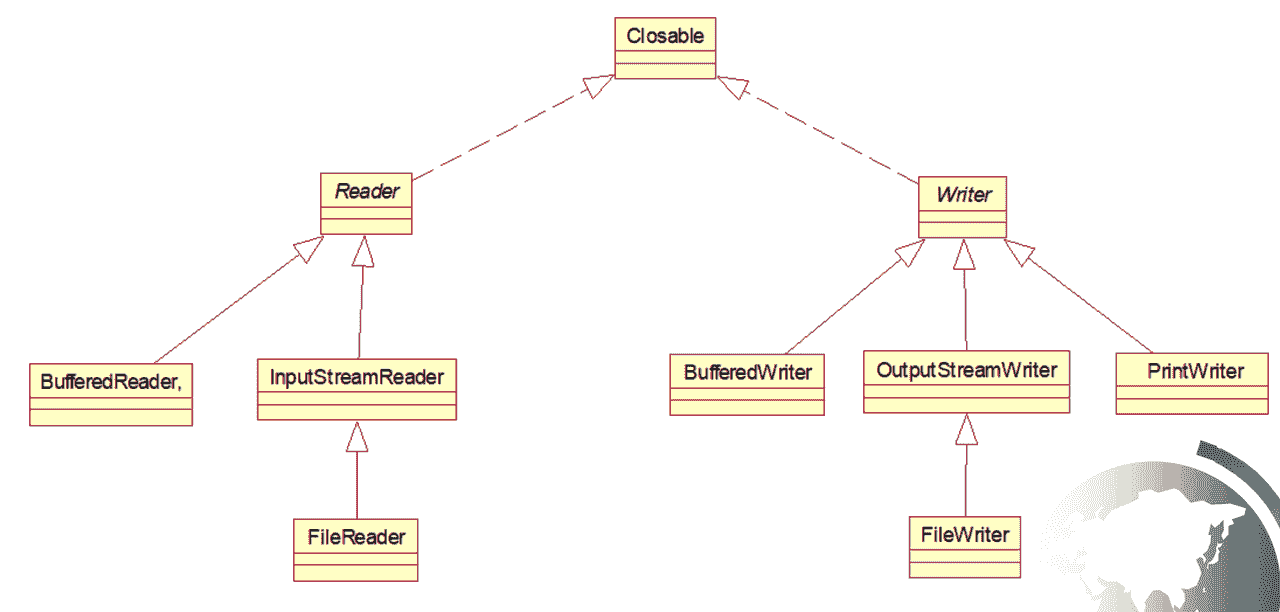 Closable
Reader
Writer
BufferedReader,
InputStreamReader
BufferedWriter
OutputStreamWriter
PrintWriter
FileReader
FileWriter